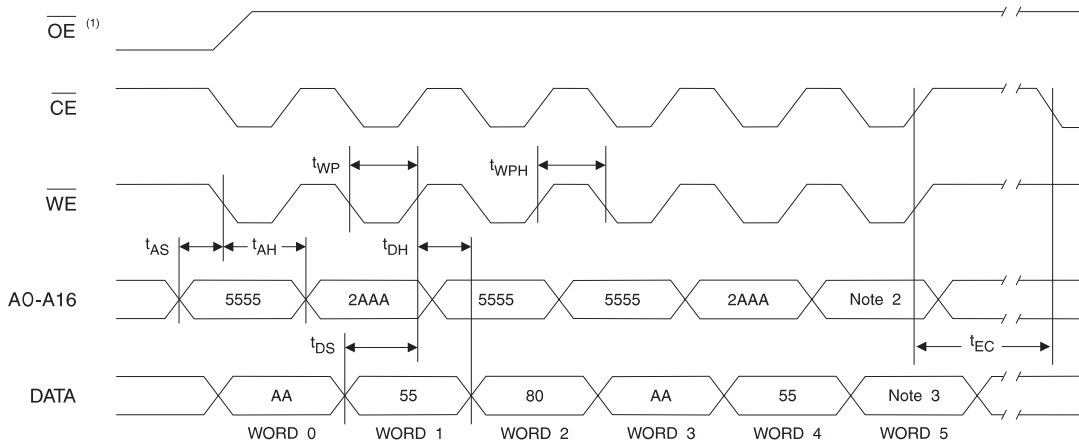 OE (1)
CE
tWP
tWPH
WE
tAS
tAH
tDH
A0-A16
5555
2AAA
5555
5555
2AAA
Note 2
tDS
tEC
DATA
AA
55
80
AA
55
Note 3
WORD 0
WORD 1
WORD 2
WORD 3
WORD 4
WORD 5